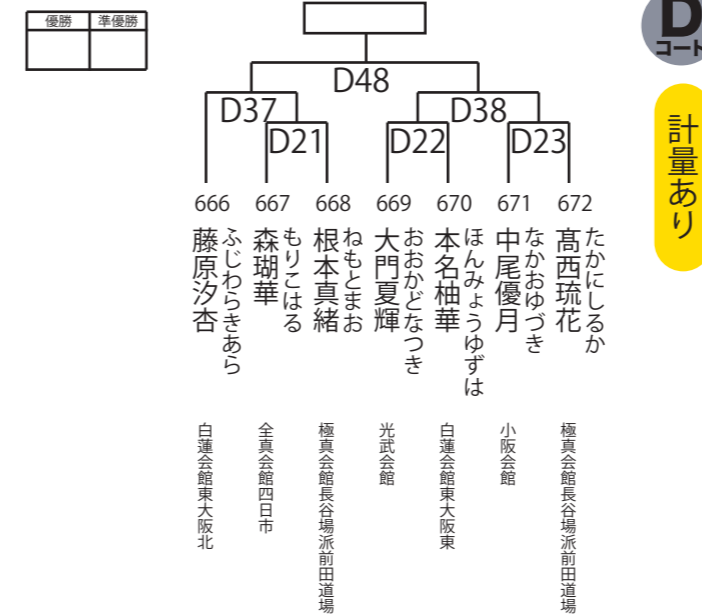 優勝 準優勝
D
コート
計量あり
D48
D37 D38
D21 D22 D23
666 667 668 669 670 671 672
藤原汐杏
ふじわらきあら
森瑚華
もりこはる
根本真緒
ねもとまお
大門夏輝
おおかどなつき
本名柚華
ほんみょうゆずは
中尾優月
なかおゆづき
髙西琉花
たかにしるか
白蓮会館東大阪北
全真会館四日市
極真会館長谷場派前田道場
光武会館
白蓮会館東大阪東
小阪会館
極真会館長谷場派前田道場